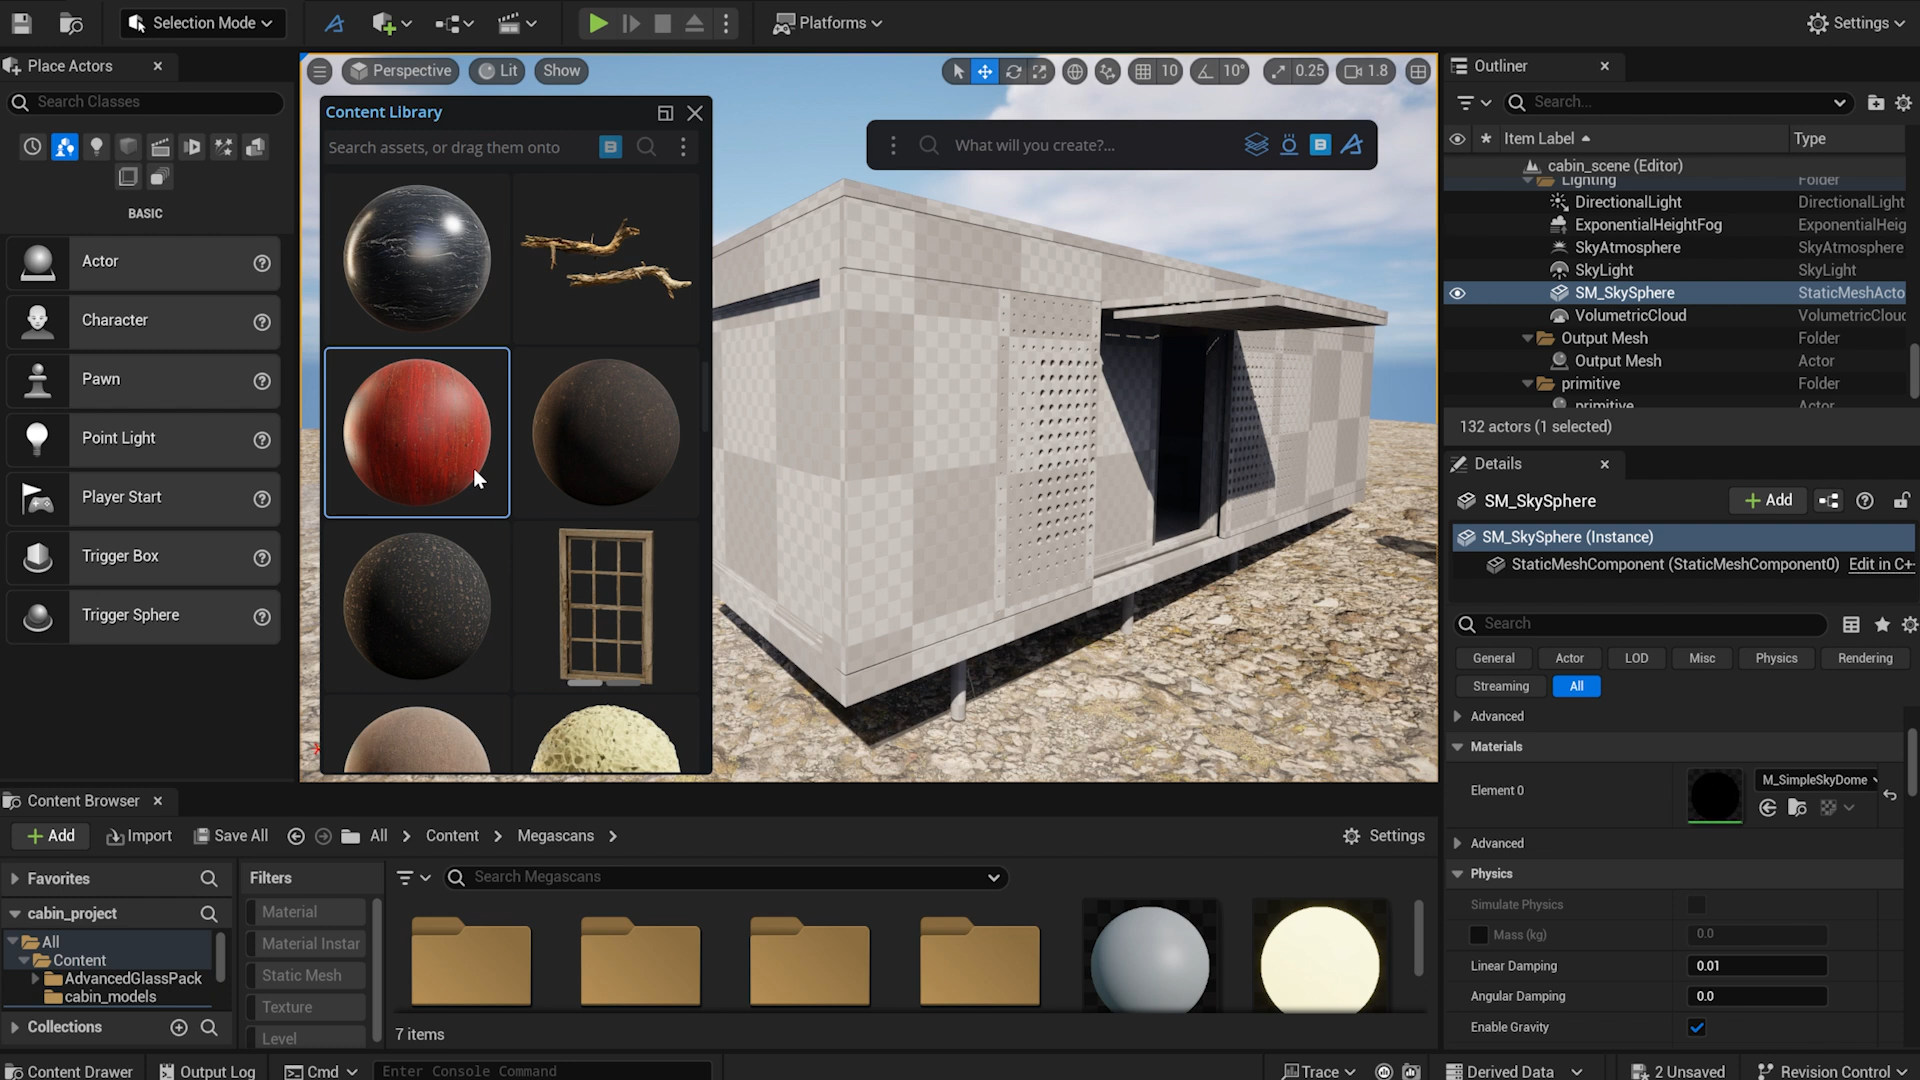 Selection Mode
Platforms
Settings
Place Actors
Search Classes
BASIC
Actor
Character
Pawn
Point Light
Player Start
Trigger Box
Trigger Sphere
Perspective
Lit
Show
10
10°
0.25
1.8
Content Library
Search assets, or drag them onto
B
What will you create?...
B
Outliner
Search...
Item Label
Type
cabin_scene (Editor)
Lighting Folder
DirectionalLight DirectionalLight
ExponentialHeightFog ExponentialHeig
SkyAtmosphere SkyAtmosphere
SkyLight SkyLight
SM_SkySphere StaticMeshActo
VolumetricCloud VolumetricClouc
Output Mesh Folder
Output Mesh Actor
primitive Folder
primitive Actor
132 actors (1 selected)
Details
SM_SkySphere
Add
SM_SkySphere (Instance)
StaticMeshComponent (StaticMeshComponent0) Edit in C+
Search
General Actor LOD Misc Physics Rendering
Streaming All
Advanced
Materials
Element 0
M_SimpleSkyDome
Advanced
Physics
Simulate Physics
Mass (kg) 0.0
Linear Damping 0.01
Angular Damping 0.0
Enable Gravity
Content Browser
Add Import Save All All > Content > Megascans > Settings
Favorites
cabin_project
All
Content
AdvancedGlassPack
cabin_models
Collections
Filters
Material
Material Instar
Static Mesh
Texture
Level
Search Megascans
7 items
Content Drawer Output Log Cmd Enter Console Command Trace Derived Data 2 Unsaved Revision Control